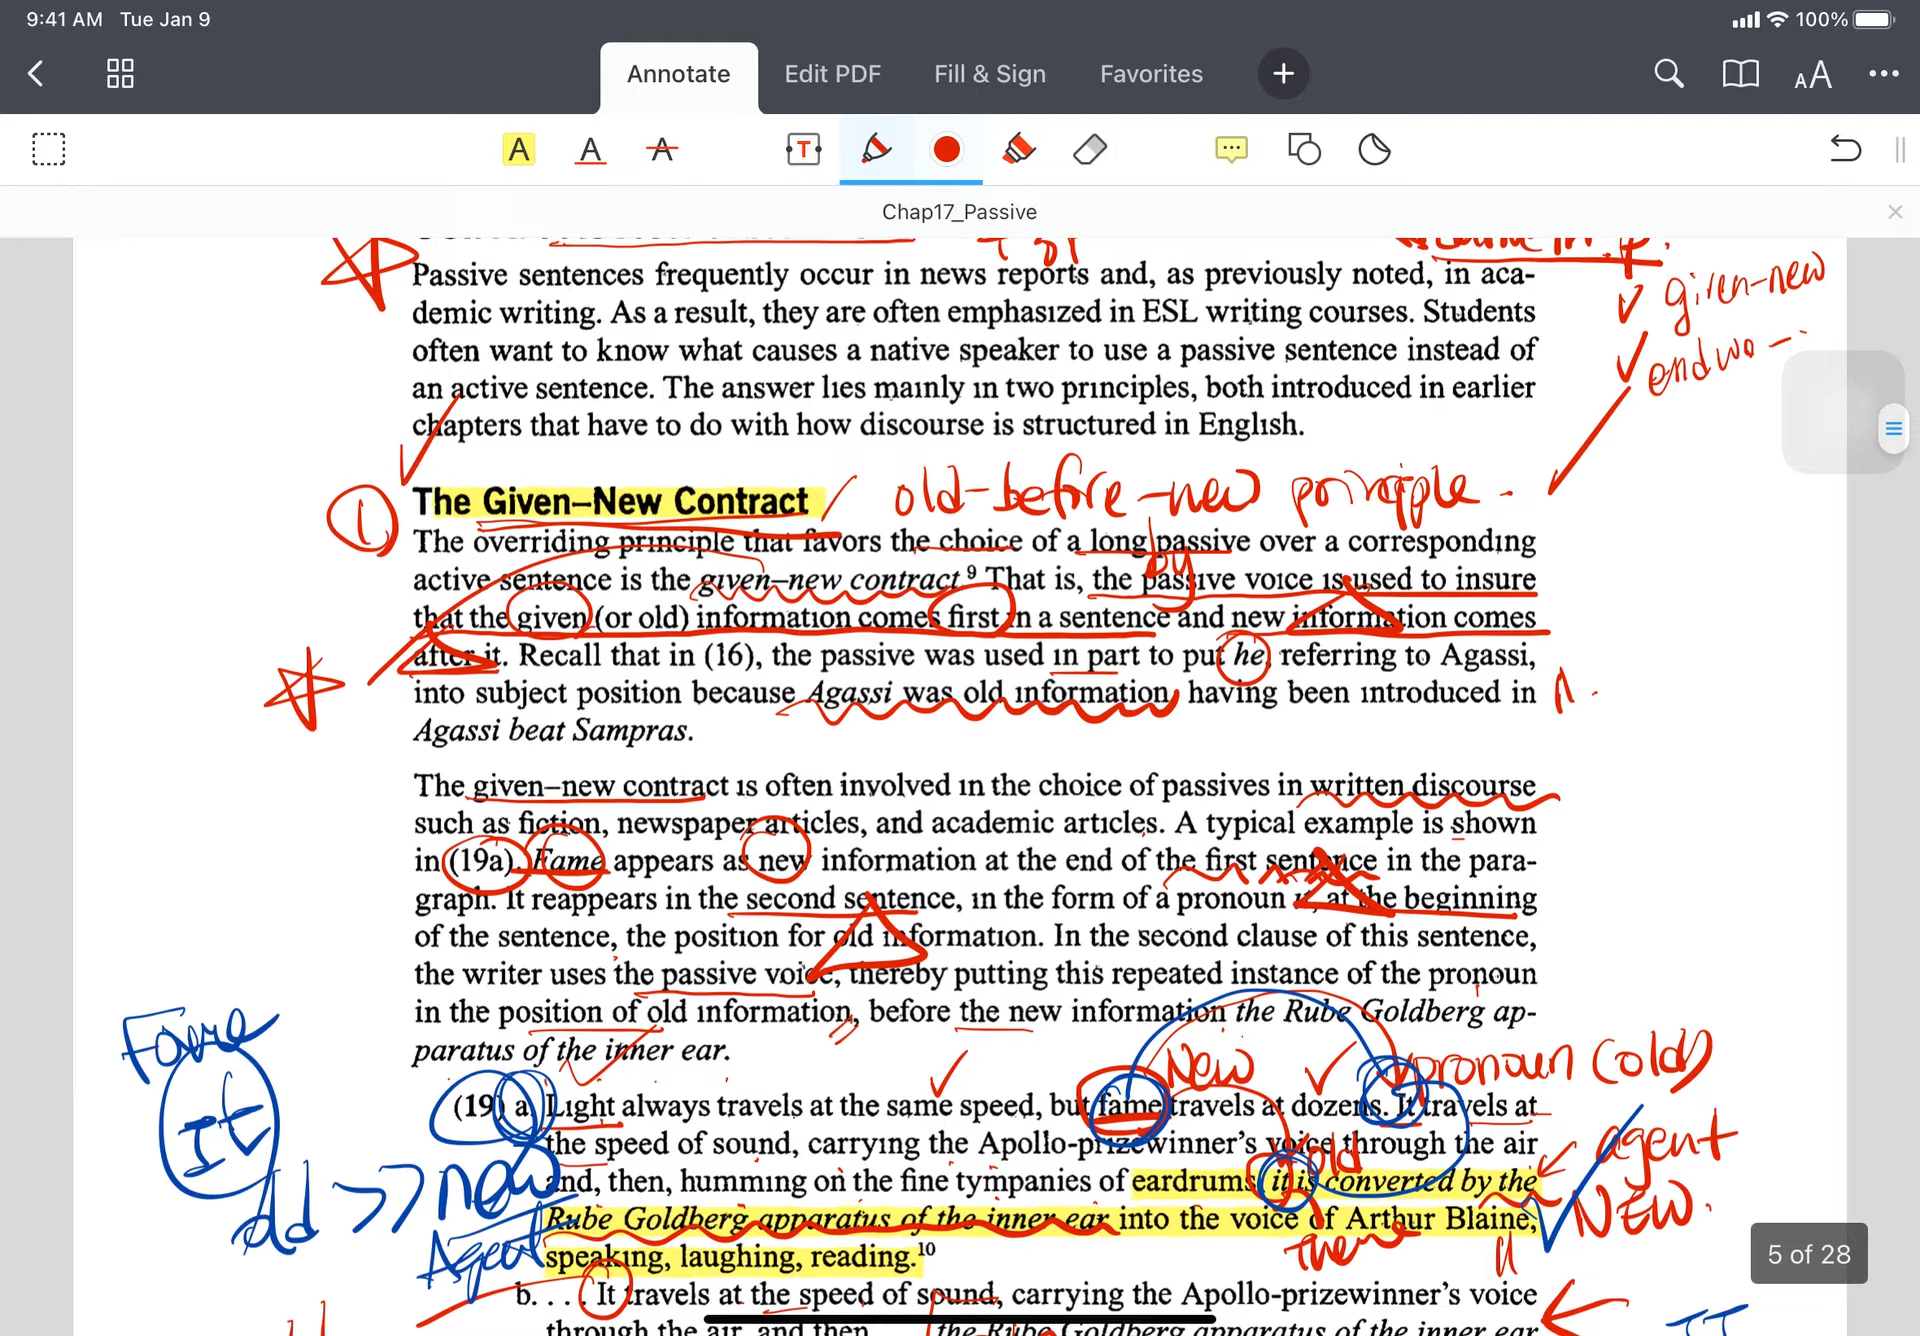 9:41 AM Tue Jan 9
100%
Annotate Edit PDF Fill & Sign Favorites
Chap17_Passive
given-new
Passive sentences frequently occur in news reports and, as previously noted, in aca-
demic writing. As a result, they are often emphasized in ESL writing courses. Students
often want to know what causes a native speaker to use a passive sentence instead of
endwe
an active sentence. The answer lies mainly in two principles, both introduced in earlier
chapters that have to do with how discourse is structured in English.
1
The Given–New Contract
old-before-new principle.
The overriding principle that favors the choice of a long passive over a corresponding
by
active sentence is the given–new contract.9 That is, the passive voice is used to insure
that the given (or old) information comes first in a sentence and new information comes
after it. Recall that in (16), the passive was used in part to put he, referring to Agassi,
into subject position because Agassi was old information, having been introduced in
Agassi beat Sampras.
The given–new contract is often involved in the choice of passives in written discourse
such as fiction, newspaper articles, and academic articles. A typical example is shown
in (19a). Fame appears as new information at the end of the first sentence in the para-
graph. It reappears in the second sentence, in the form of a pronoun it, at the beginning
of the sentence, the position for old information. In the second clause of this sentence,
the writer uses the passive voice, thereby putting this repeated instance of the pronoun
in the position of old information, before the new information the Rube Goldberg ap-
paratus of the inner ear.
Fame
It
New
pronoun (old)
(19) a. Light always travels at the same speed, but fame travels at dozens. It travels at
the speed of sound, carrying the Apollo-prizewinner's voice through the air
old
agent
and, then, humming on the fine tympanies of eardrums it is converted by the
old >> new
Rube Goldberg apparatus of the inner ear into the voice of Arthur Blaine,
NEW.
Agent
theme
speaking, laughing, reading.10
5 of 28
b. . . . It travels at the speed of sound, carrying the Apollo-prizewinner's voice
through the air, and then the Rube Goldberg apparatus of the inner ear